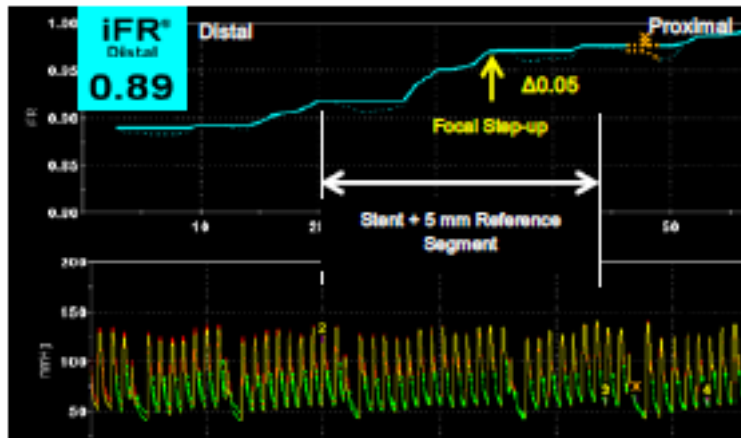 iFR®
Distal
0.89
Distal
Proximal
1.00
0.95
0.90
0.85
0.80
iFR
Δ0.05
Focal Step-up
10
50
Stent + 5 mm Reference
Segment
200
150
100
50
2
3
4